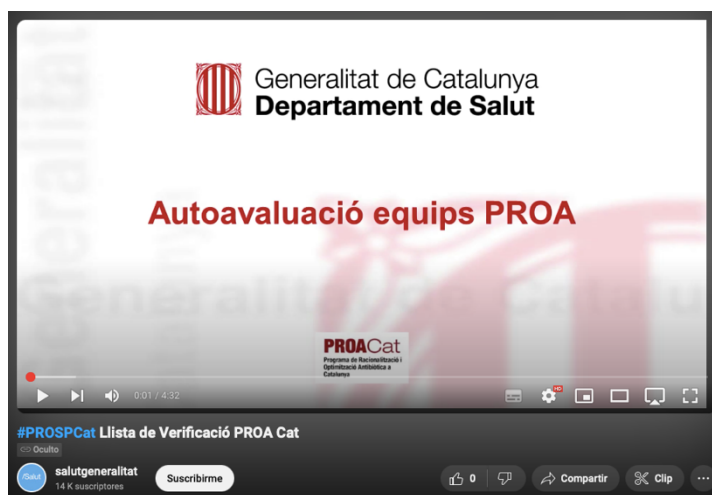 Generalitat de Catalunya
Departament de Salut
Autoavaluació equips PROA
PROACat
Programa de Racionalització i
Optimització Antibiòtica a
Catalunya
0:01 / 4:32
HD
#PROSPCat Llista de Verificació PROA Cat
Oculto
/Salut
salutgeneralitat
14 K suscriptores
Suscribirme
0
Compartir
Clip